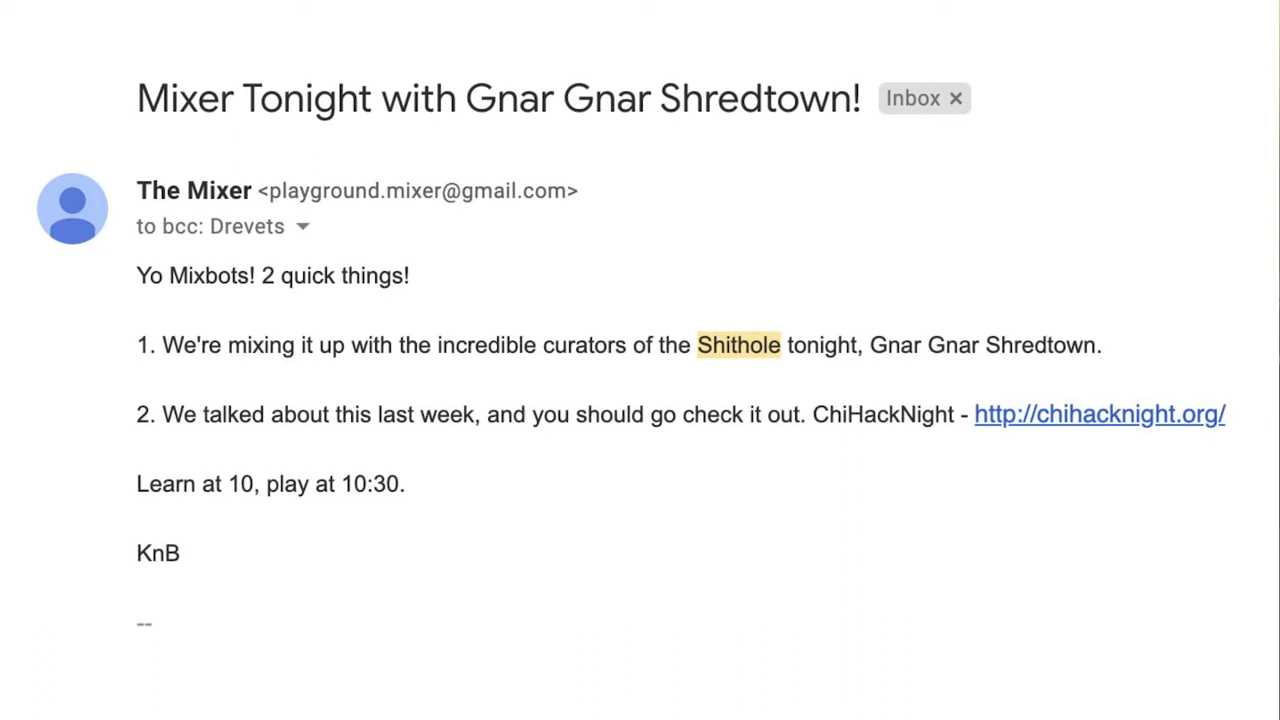 Mixer Tonight with Gnar Gnar Shredtown! Inbox ×
The Mixer <playground.mixer@gmail.com>
to bcc: Drevets
Yo Mixbots! 2 quick things!
1. We're mixing it up with the incredible curators of the Shithole tonight, Gnar Gnar Shredtown.
2. We talked about this last week, and you should go check it out. ChiHackNight - http://chihacknight.org/
Learn at 10, play at 10:30.
KnB
--